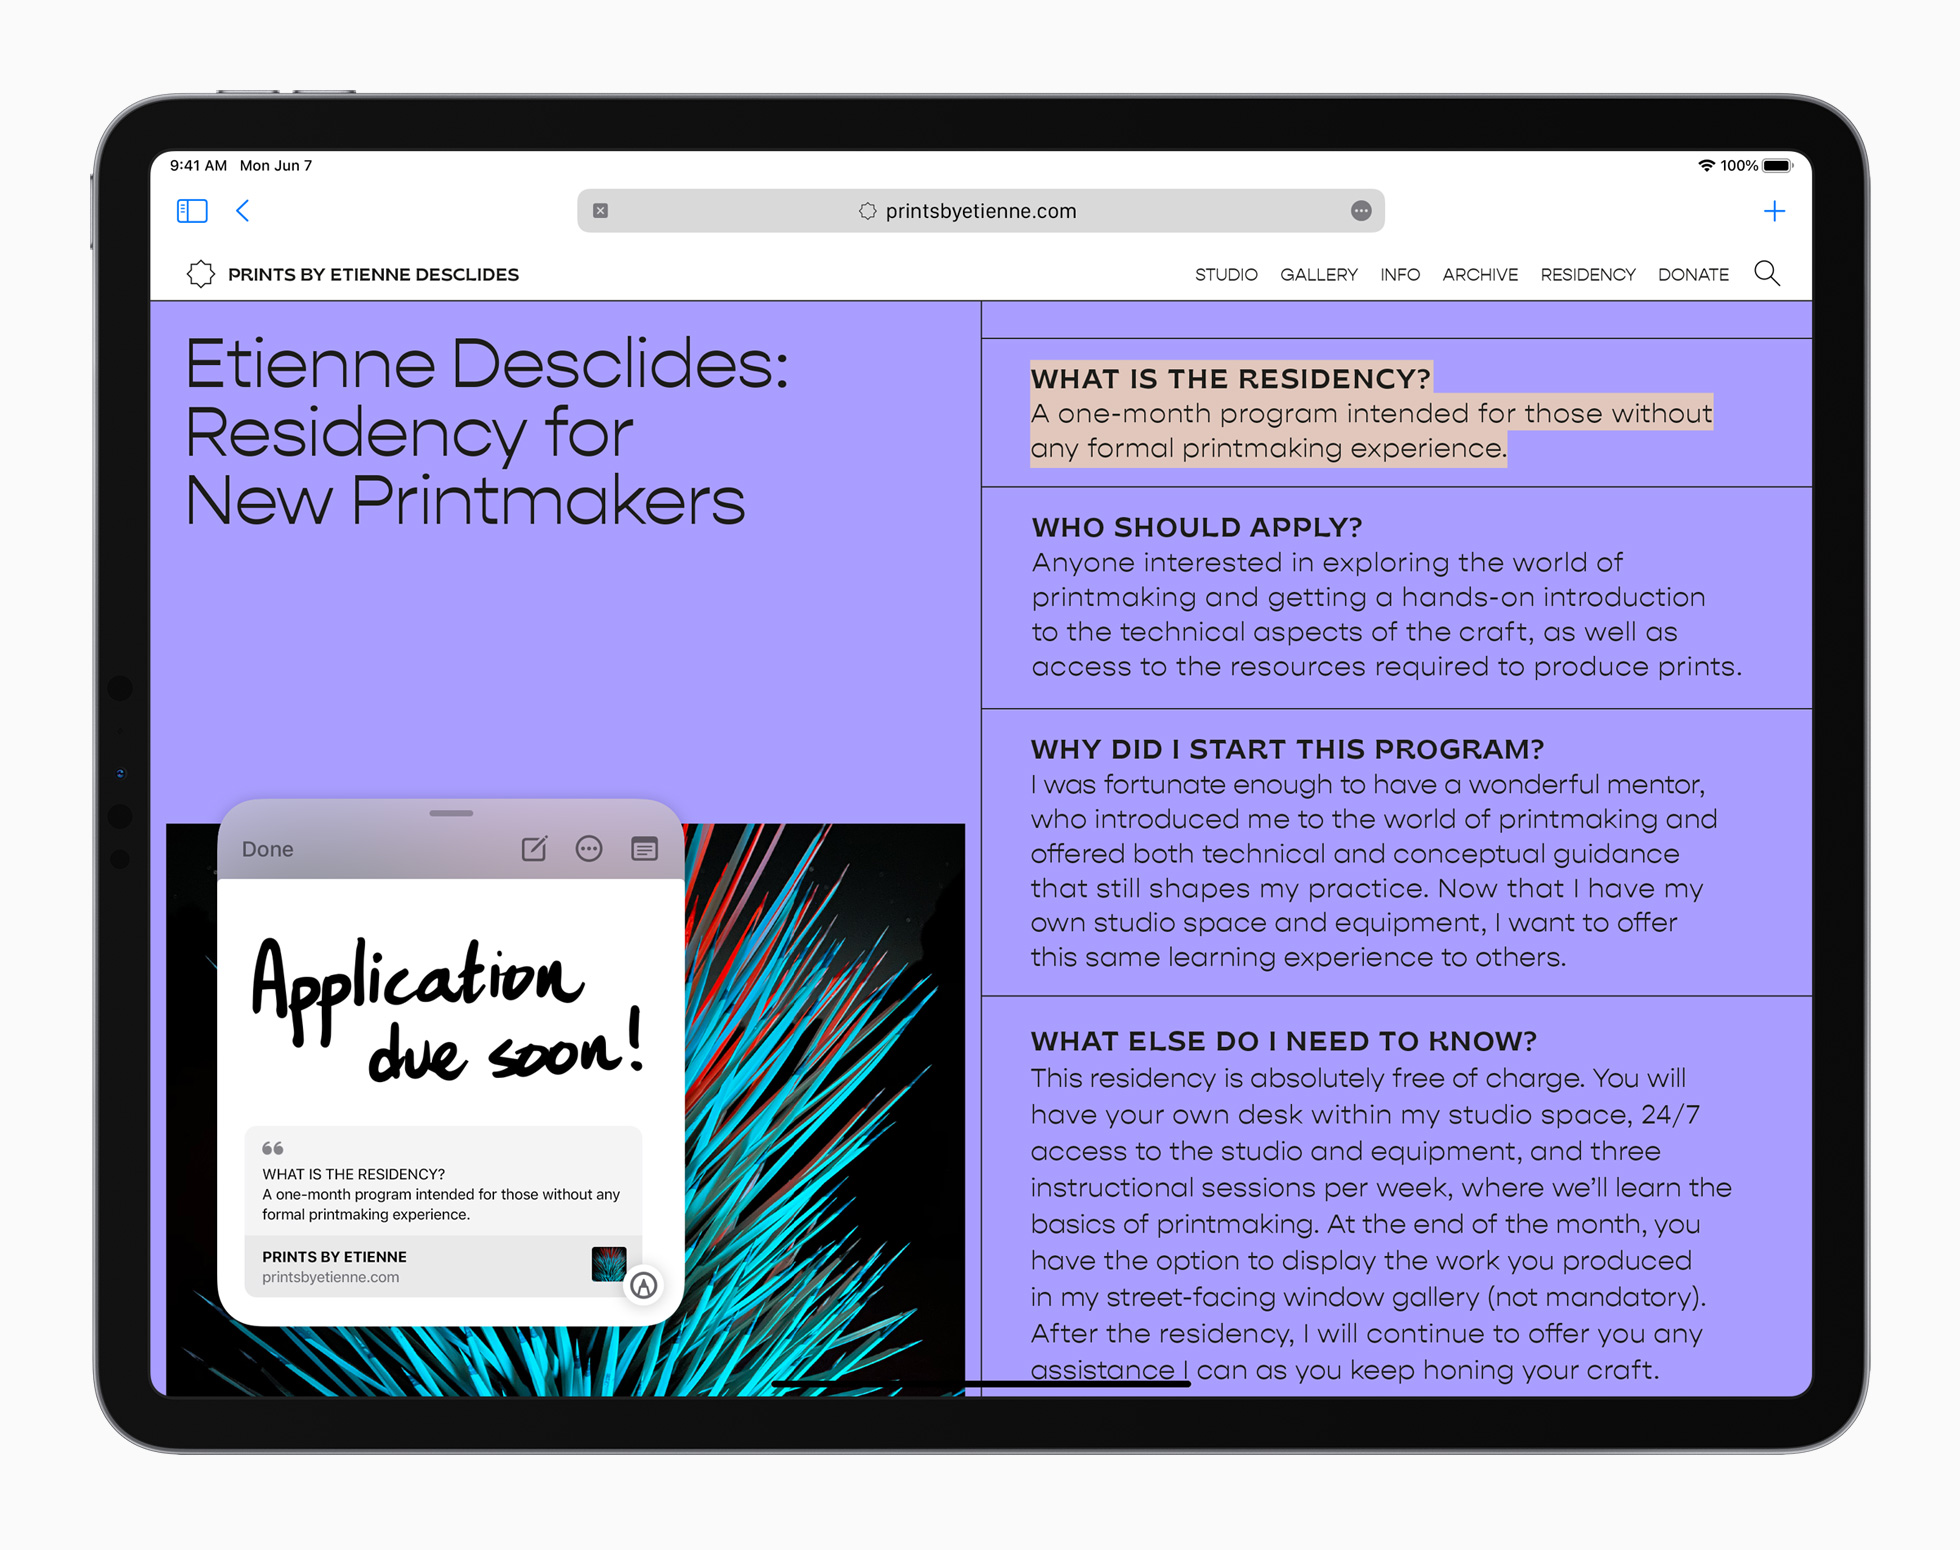 9:41 AM Mon Jun 7
100%
printsbyetienne.com
PRINTS BY ETIENNE DESCLIDES
STUDIO GALLERY INFO ARCHIVE RESIDENCY DONATE
Etienne Desclides:
Residency for
New Printmakers
WHAT IS THE RESIDENCY?
A one-month program intended for those without
any formal printmaking experience.
WHO SHOULD APPLY?
Anyone interested in exploring the world of
printmaking and getting a hands-on introduction
to the technical aspects of the craft, as well as
access to the resources required to produce prints.
WHY DID I START THIS PROGRAM?
I was fortunate enough to have a wonderful mentor,
who introduced me to the world of printmaking and
offered both technical and conceptual guidance
that still shapes my practice. Now that I have my
own studio space and equipment, I want to offer
this same learning experience to others.
WHAT ELSE DO I NEED TO KNOW?
This residency is absolutely free of charge. You will
have your own desk within my studio space, 24/7
access to the studio and equipment, and three
instructional sessions per week, where we'll learn the
basics of printmaking. At the end of the month, you
have the option to display the work you produced
in my street-facing window gallery (not mandatory).
After the residency, I will continue to offer you any
assistance I can as you keep honing your craft.
Done
Application
due soon!
“
WHAT IS THE RESIDENCY?
A one-month program intended for those without any
formal printmaking experience.
PRINTS BY ETIENNE
printsbyetienne.com